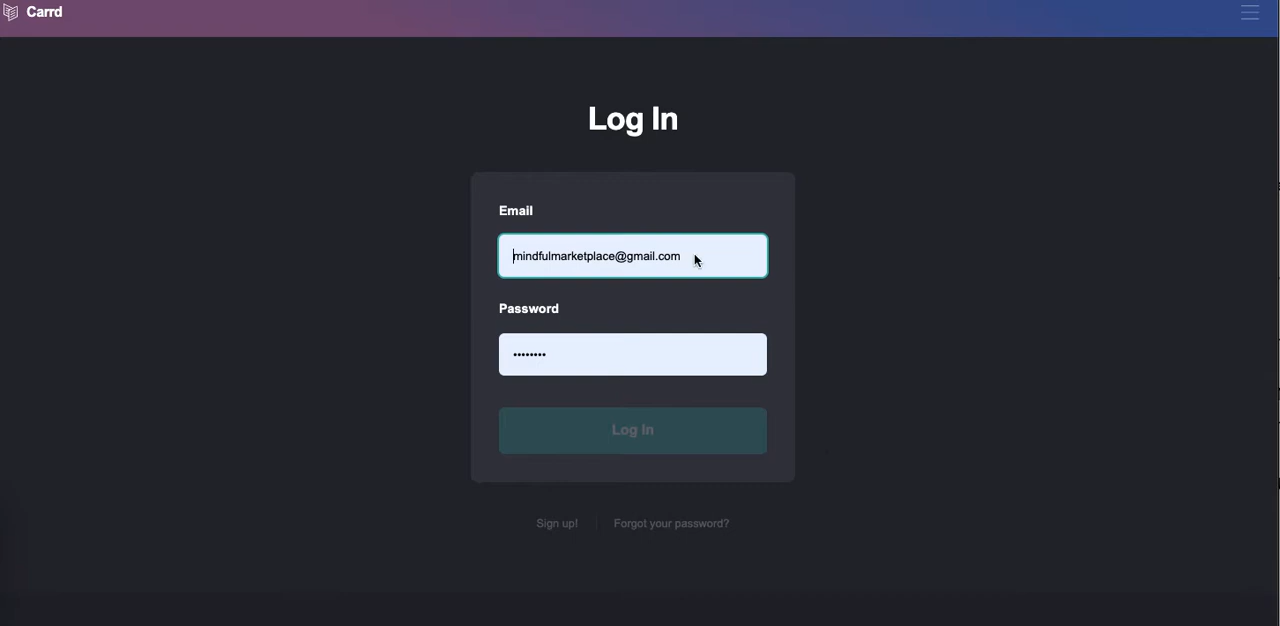 Carrd
Log In
Email
mindfulmarketplace@gmail.com
Password
••••••••
Log In
Sign up!
Forgot your password?